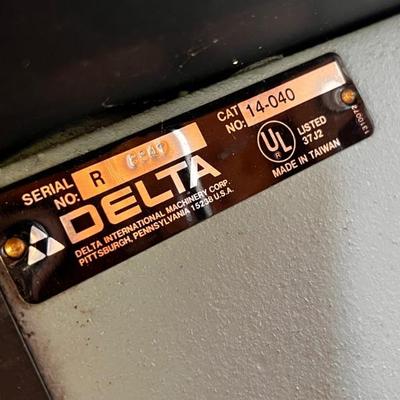 SERIAL
NO:
R
CAT
NO:
14-040
DELTA
DELTA INTERNATIONAL MACHINERY CORP.
PITTSBURGH, PENNSYLVANIA 15238 U.S.A.
UL
R
LISTED
37J2
MADE IN TAIWAN
1310072